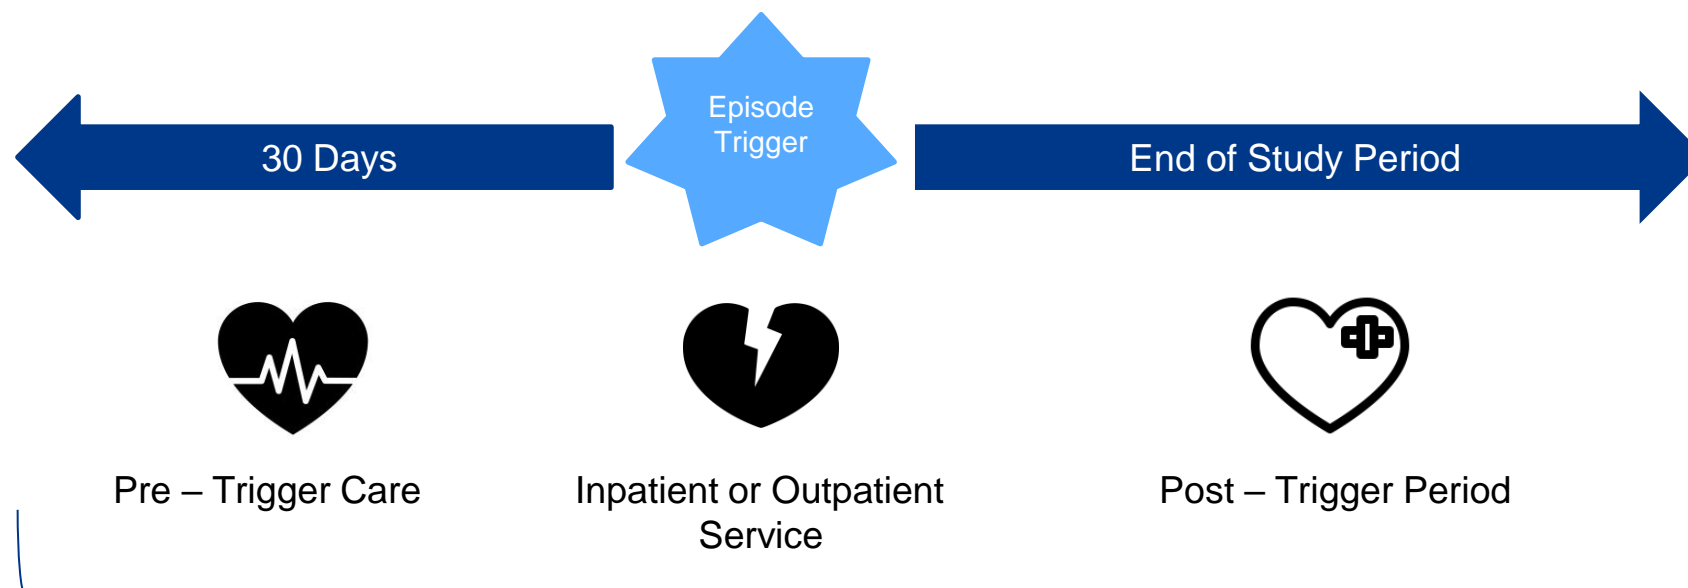 Episode
Trigger
30 Days
End of Study Period
Pre – Trigger Care
Inpatient or Outpatient
Service
Post – Trigger Period